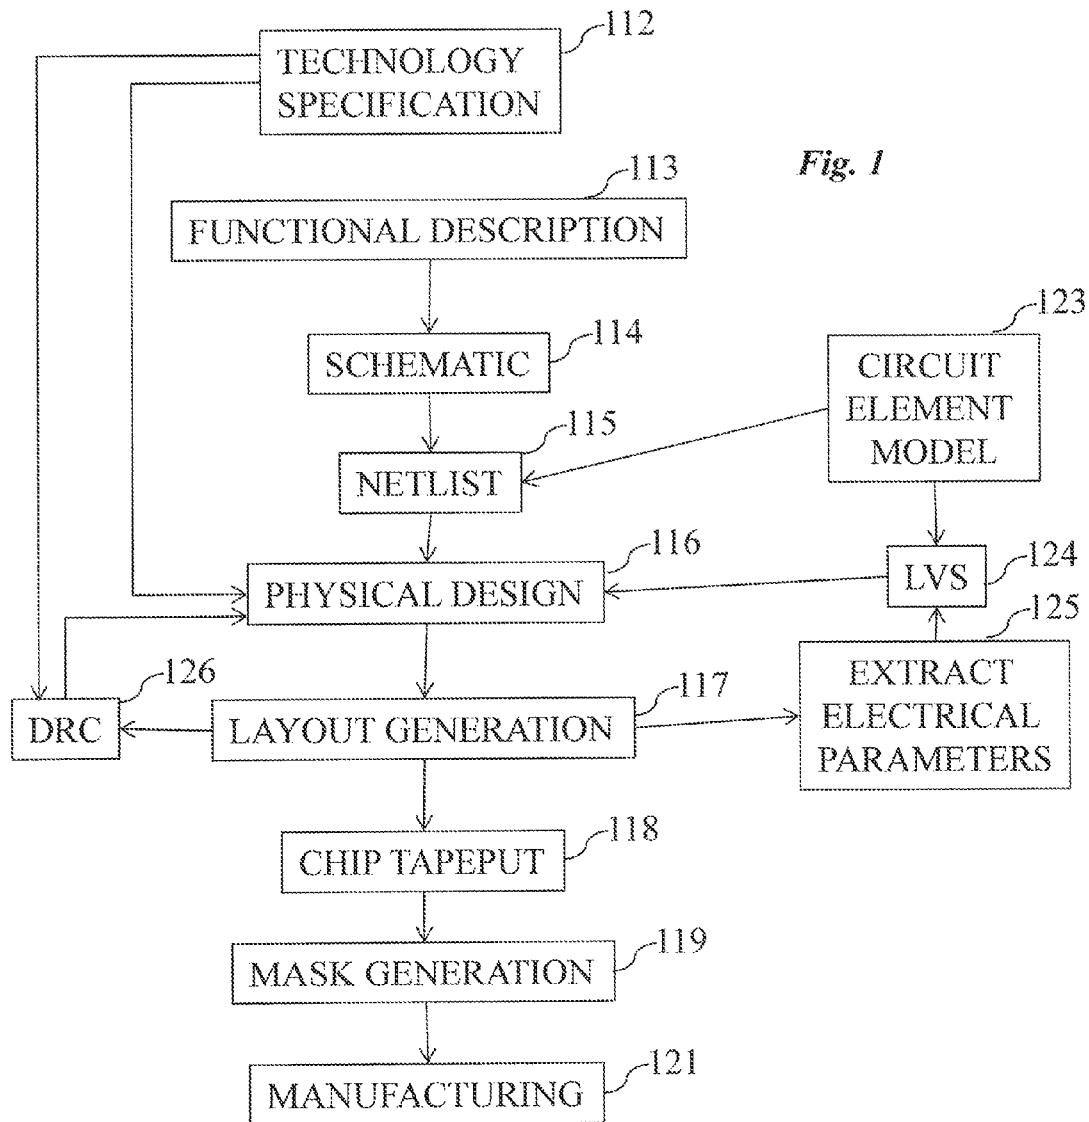 112
TECHNOLOGY
SPECIFICATION
Fig. 1
113
FUNCTIONAL DESCRIPTION
123
114
SCHEMATIC
CIRCUIT
ELEMENT
MODEL
115
NETLIST
116
PHYSICAL DESIGN
LVS
124
125
126
117
DRC
LAYOUT GENERATION
EXTRACT
ELECTRICAL
PARAMETERS
118
CHIP TAPEPUT
119
MASK GENERATION
121
MANUFACTURING